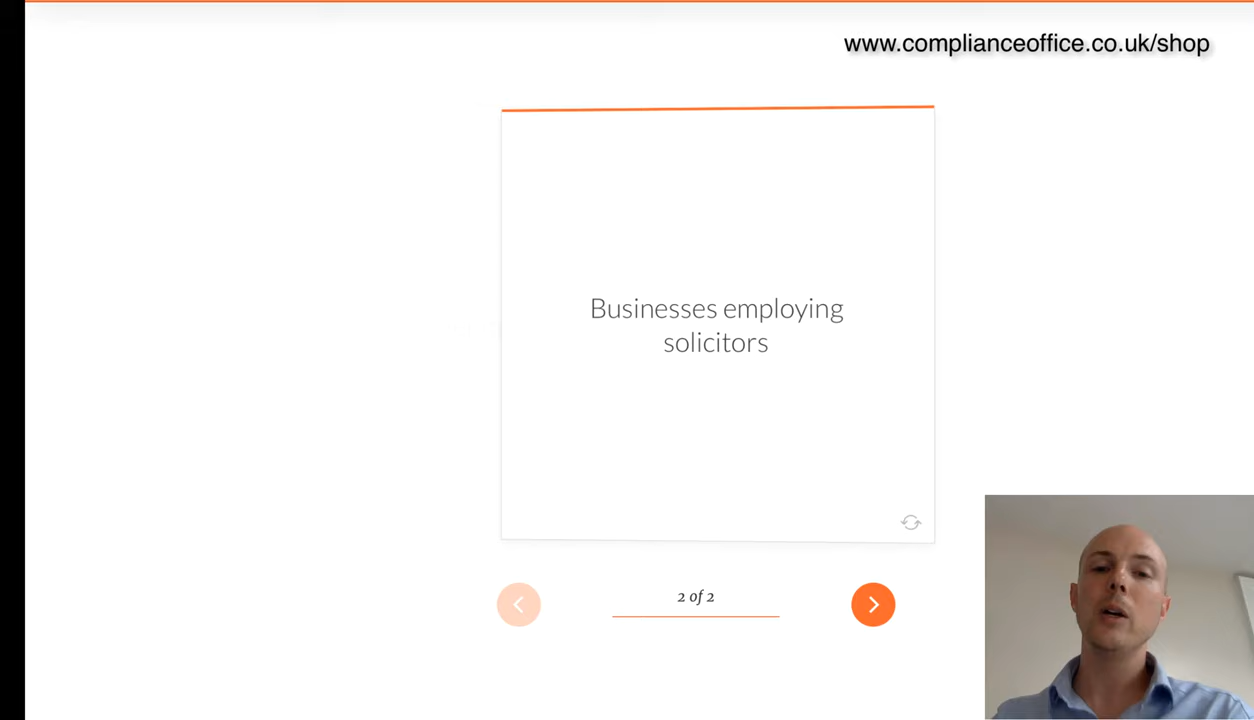 www.complianceoffice.co.uk/shop
Businesses employing
solicitors
2 of 2